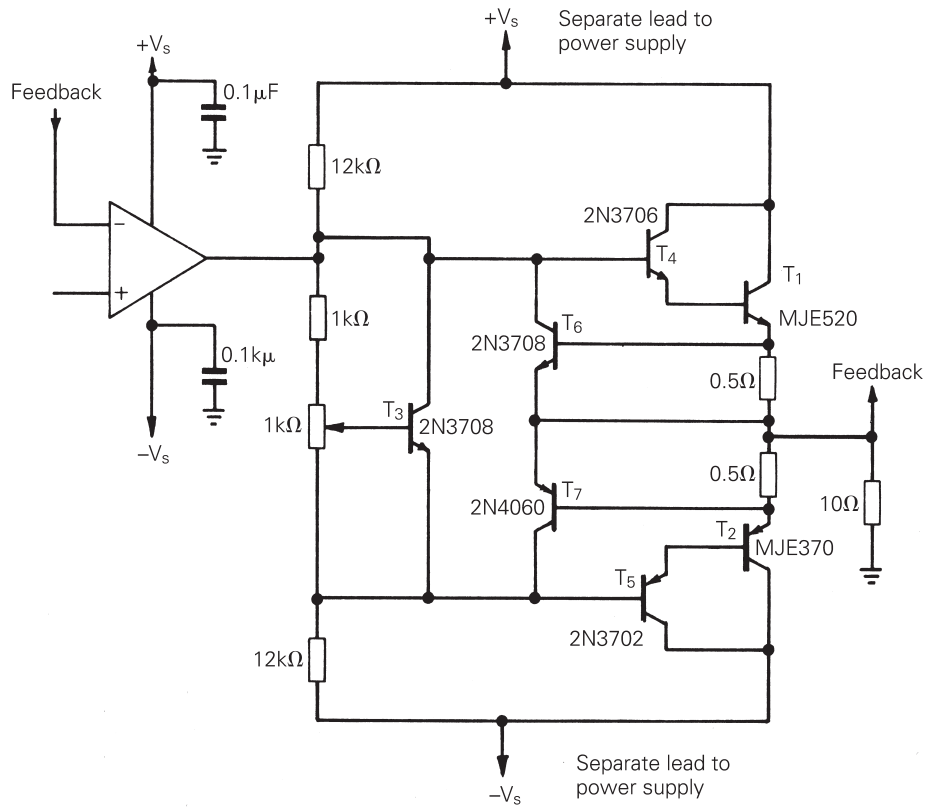 +Vs
Separate lead to
power supply
+Vs
Feedback
0.1µF
12kΩ
2N3706
T4
T1
−
+
1kΩ
T6
2N3708
MJE520
0.1kµ
0.5Ω
Feedback
T3
1kΩ
2N3708
−Vs
0.5Ω
T7
2N4060
10Ω
T2
MJE370
T5
2N3702
12kΩ
Separate lead to
power supply
−Vs